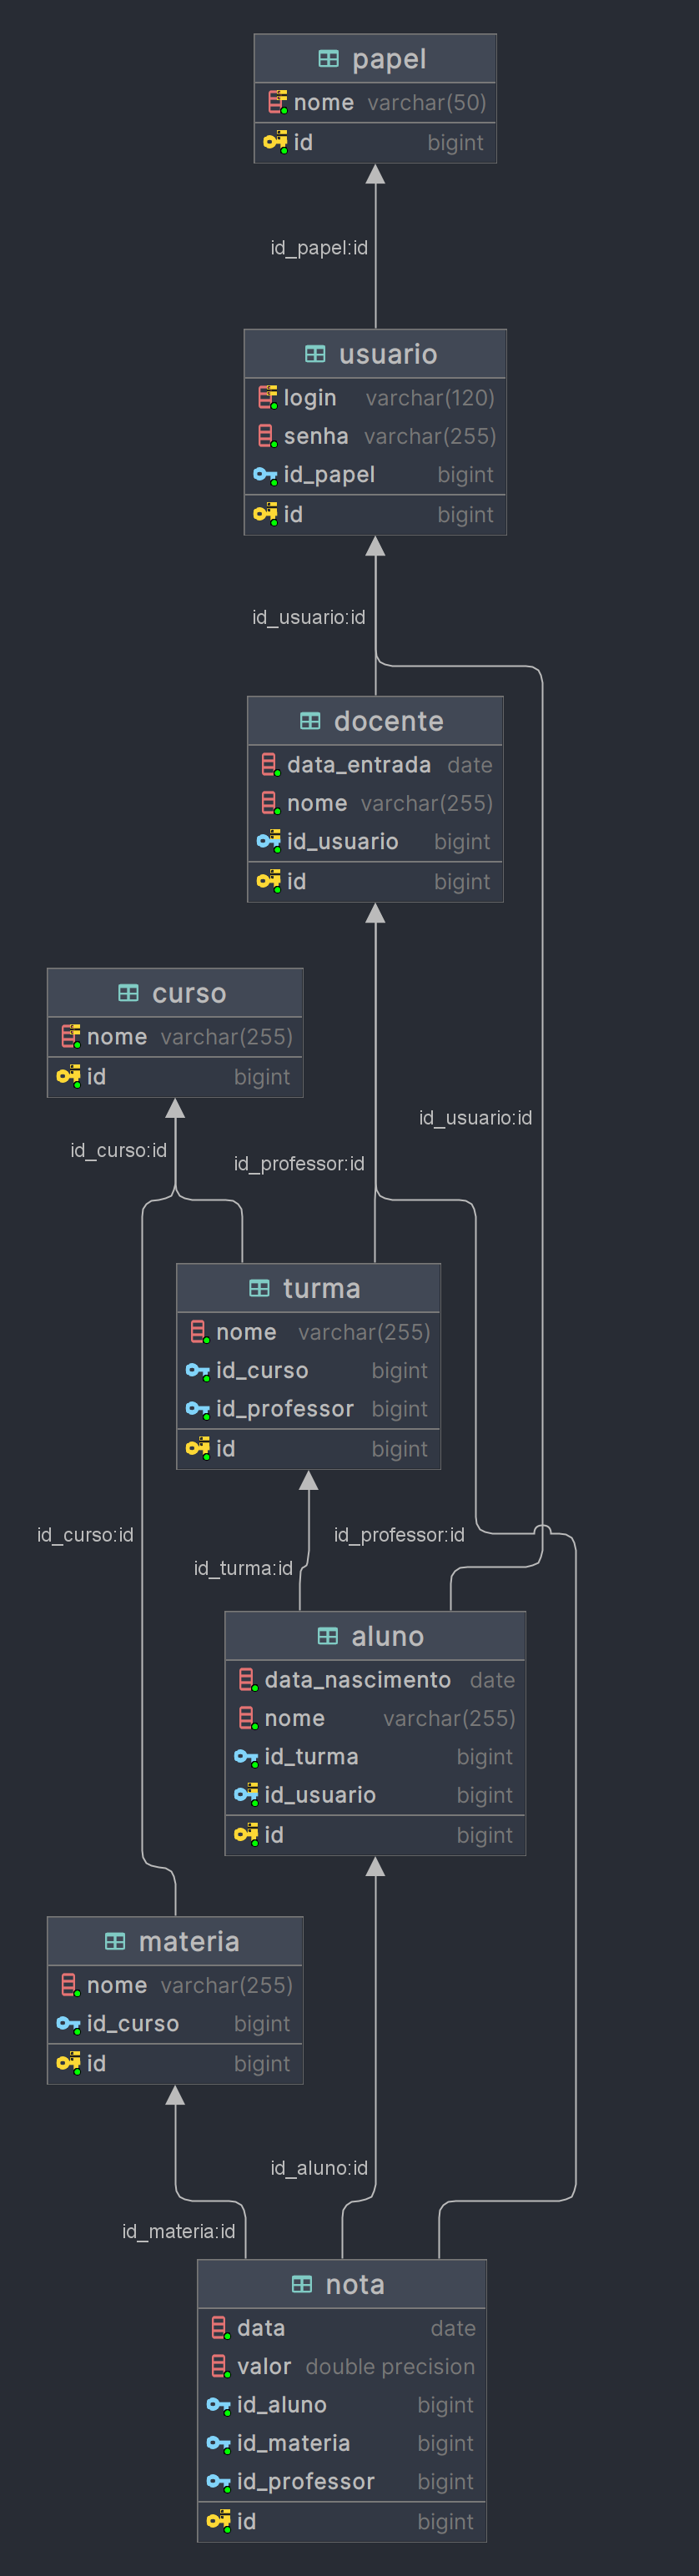 papel
nome varchar(50)
id bigint
id_papel:id
usuario
login varchar(120)
senha varchar(255)
id_papel bigint
id bigint
id_usuario:id
docente
data_entrada date
nome varchar(255)
id_usuario bigint
id bigint
curso
nome varchar(255)
id bigint
id_usuario:id
id_curso:id
id_professor:id
turma
nome varchar(255)
id_curso bigint
id_professor bigint
id bigint
id_curso:id
id_professor:id
id_turma:id
aluno
data_nascimento date
nome varchar(255)
id_turma bigint
id_usuario bigint
id bigint
materia
nome varchar(255)
id_curso bigint
id bigint
id_aluno:id
id_materia:id
nota
data date
valor double precision
id_aluno bigint
id_materia bigint
id_professor bigint
id bigint